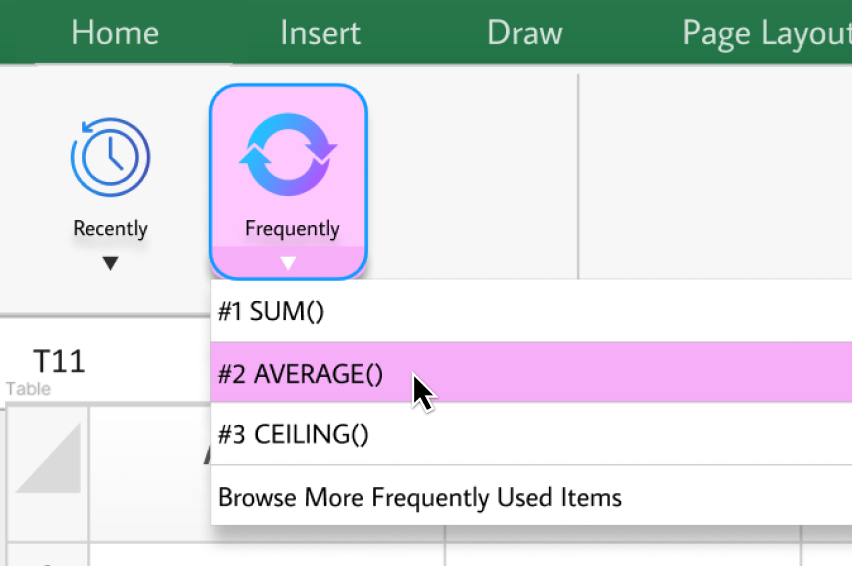 Home Insert Draw Page Layout
Recently
Frequently
#1 SUM()
#2 AVERAGE()
#3 CEILING()
Browse More Frequently Used Items
T11
Table